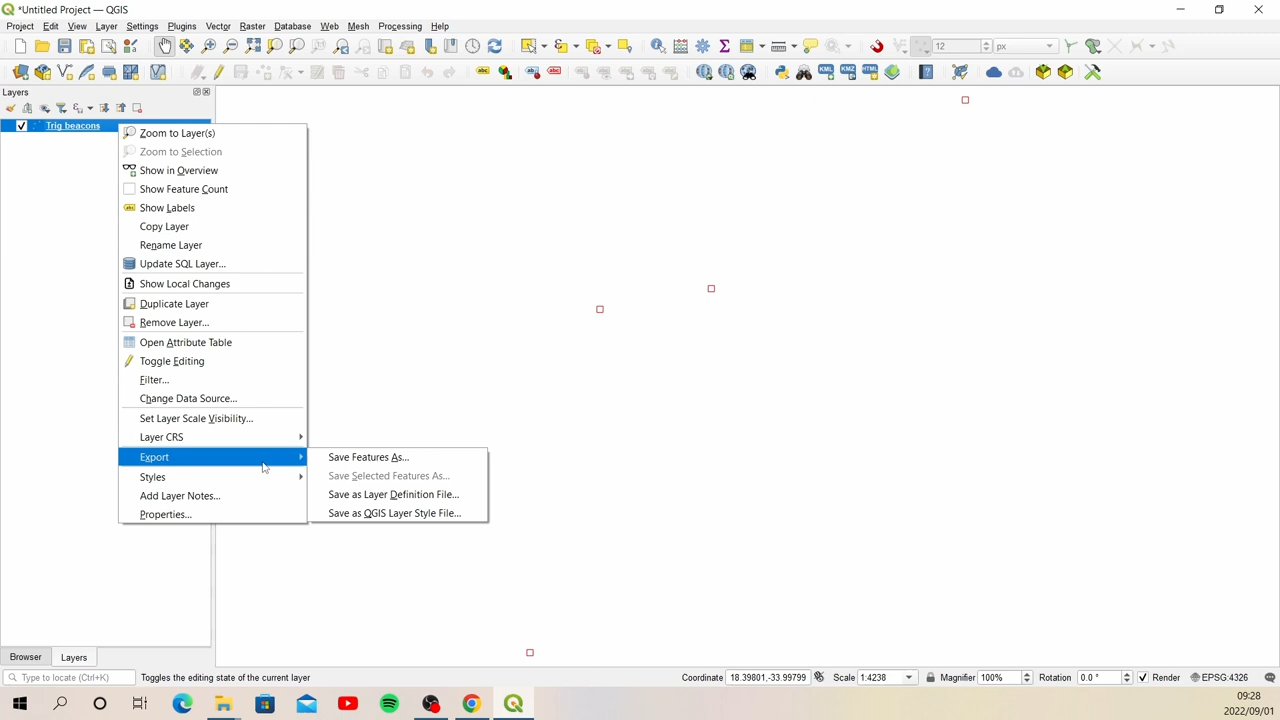 *Untitled Project — QGIS
Project Edit View Layer Settings Plugins Vector Raster Database Web Mesh Processing Help
12 px
KML KMZ HTML
Layers
Trig beacons
Zoom to Layer(s)
Zoom to Selection
Show in Overview
Show Feature Count
Show Labels
Copy Layer
Rename Layer
Update SQL Layer...
Show Local Changes
Duplicate Layer
Remove Layer...
Open Attribute Table
Toggle Editing
Filter...
Change Data Source...
Set Layer Scale Visibility...
Layer CRS
Export
Save Features As...
Save Selected Features As...
Styles
Save as Layer Definition File...
Add Layer Notes...
Save as QGIS Layer Style File...
Properties...
Browser Layers
Type to locate (Ctrl+K) Toggles the editing state of the current layer Coordinate 18.39801,-33.99799 Scale 1:4238 Magnifier 100% Rotation 0.0 ° Render EPSG:4326
09:28
2022/09/01